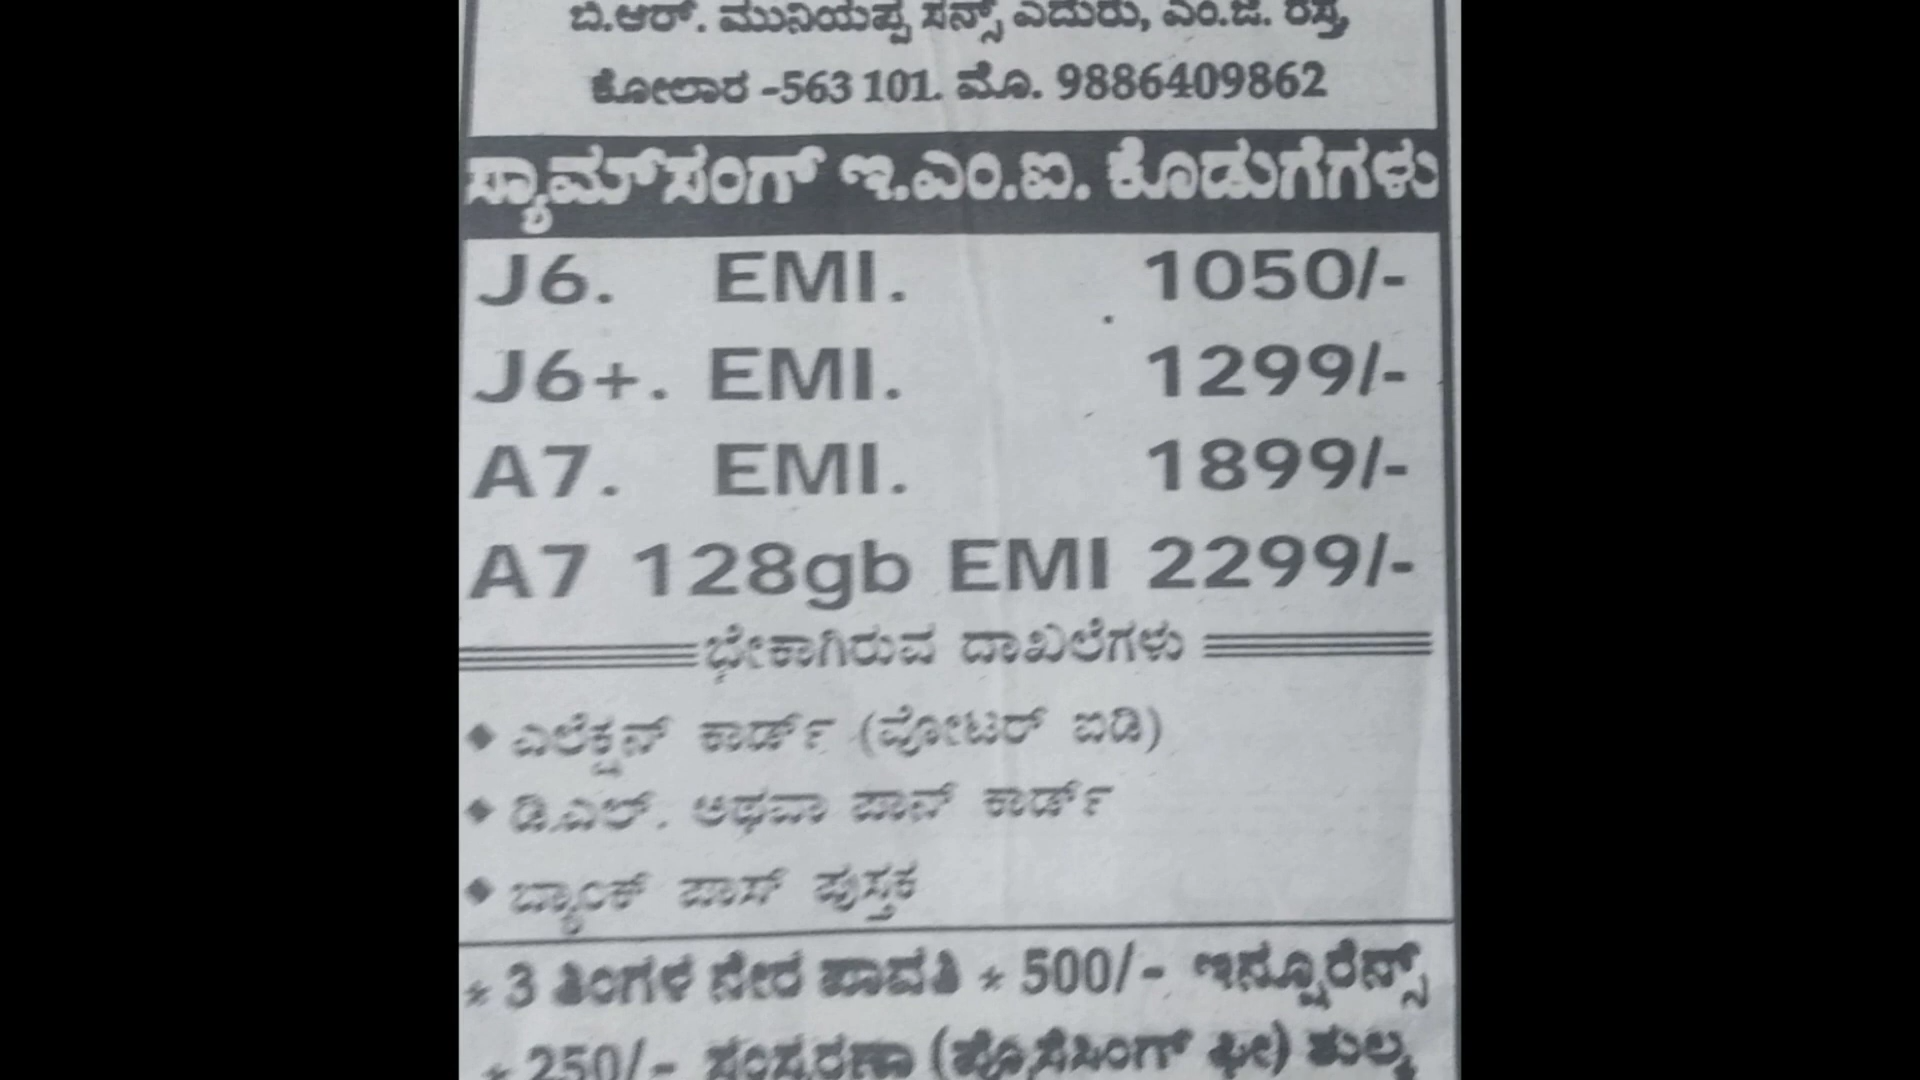 ಬಿ.ಆರ್. ಮುನಿಯಪ್ಪ ಸನ್ಸ್ ಎದುರು, ಎಂ.ಜಿ. ರಸ್ತೆ,
ಕೋಲಾರ -563 101. ಮೊ. 9886409862
ಸ್ಯಾಮ್‌ಸಂಗ್ ಇ.ಎಂ.ಐ. ಕೊಡುಗೆಗಳು
J6. EMI. 1050/-
J6+. EMI. 1299/-
A7. EMI. 1899/-
A7 128gb EMI 2299/-
ಭೇಕಾಗಿರುವ ದಾಖಲೆಗಳು
◆ ಎಲೆಕ್ಷನ್ ಕಾರ್ಡ್ (ವೋಟರ್ ಐಡಿ)
◆ ಡಿ.ಎಲ್. ಅಥವಾ ಪಾನ್ ಕಾರ್ಡ್
◆ ಬ್ಯಾಂಕ್ ಪಾಸ್ ಪುಸ್ತಕ
* 3 ತಿಂಗಳ ನೇರ ಪಾವತಿ * 500/- ಇನ್ಷೂರೆನ್ಸ್
* 250/- ಸಂಸ್ಕರಣಾ (ಪ್ರೊಸೆಸಿಂಗ್ ಫೀ) ಶುಲ್ಕ